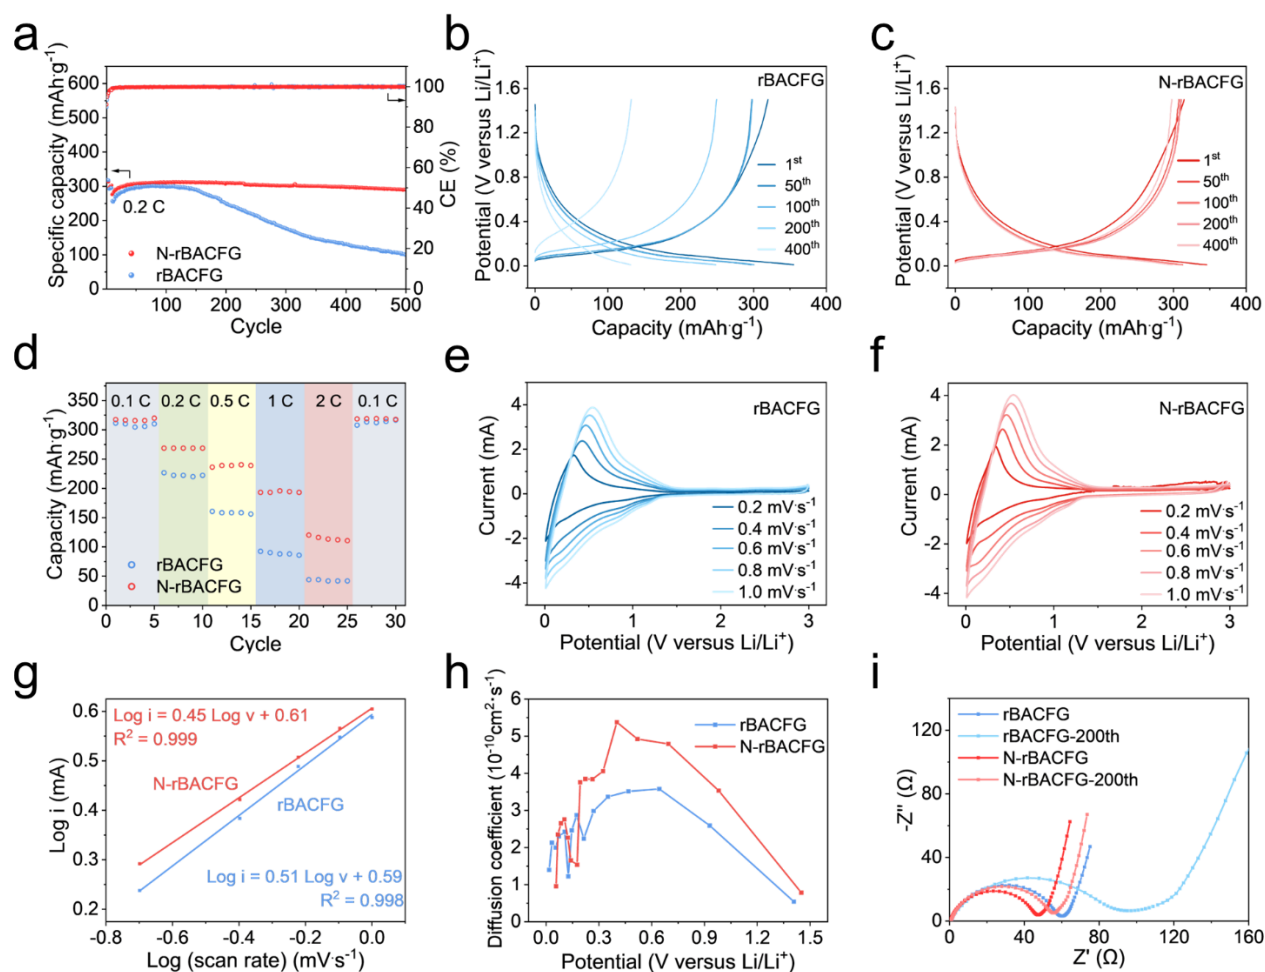 a
Specific capacity (mAh·g⁻¹)
600
500
400
300
200
100
0
100
80
60
40
20
0
CE (%)
0.2 C
N-rBACFG
rBACFG
0
100
200
300
400
500
Cycle
b
rBACFG
Potential (V versus Li/Li⁺)
1.6
1.2
0.8
0.4
0.0
1ˢᵗ
50ᵗʰ
100ᵗʰ
200ᵗʰ
400ᵗʰ
0
100
200
300
400
Capacity (mAh·g⁻¹)
c
N-rBACFG
Potential (V versus Li/Li⁺)
1.6
1.2
0.8
0.4
0.0
1ˢᵗ
50ᵗʰ
100ᵗʰ
200ᵗʰ
400ᵗʰ
0
100
200
300
400
Capacity (mAh·g⁻¹)
d
Capacity (mAh·g⁻¹)
350
300
250
200
150
100
50
0
0.1 C
0.2 C
0.5 C
1 C
2 C
0.1 C
rBACFG
N-rBACFG
0
5
10
15
20
25
30
Cycle
e
rBACFG
Current (mA)
4
2
0
-2
-4
0.2 mV·s⁻¹
0.4 mV·s⁻¹
0.6 mV·s⁻¹
0.8 mV·s⁻¹
1.0 mV·s⁻¹
0
1
2
3
Potential (V versus Li/Li⁺)
f
N-rBACFG
Current (mA)
4
2
0
-2
-4
0.2 mV·s⁻¹
0.4 mV·s⁻¹
0.6 mV·s⁻¹
0.8 mV·s⁻¹
1.0 mV·s⁻¹
0
1
2
3
Potential (V versus Li/Li⁺)
g
Log i (mA)
0.6
0.5
0.4
0.3
0.2
Log i = 0.45 Log v + 0.61
R² = 0.999
N-rBACFG
rBACFG
Log i = 0.51 Log v + 0.59
R² = 0.998
-0.8
-0.6
-0.4
-0.2
0.0
Log (scan rate) (mV·s⁻¹)
h
Diffusion coefficient (10⁻¹⁰cm²·s⁻¹)
6
5
4
3
2
1
0
rBACFG
N-rBACFG
0.0
0.3
0.6
0.9
1.2
1.5
Potential (V versus Li/Li⁺)
i
-Z'' (Ω)
120
80
40
0
rBACFG
rBACFG-200th
N-rBACFG
N-rBACFG-200th
0
40
80
120
160
Z' (Ω)